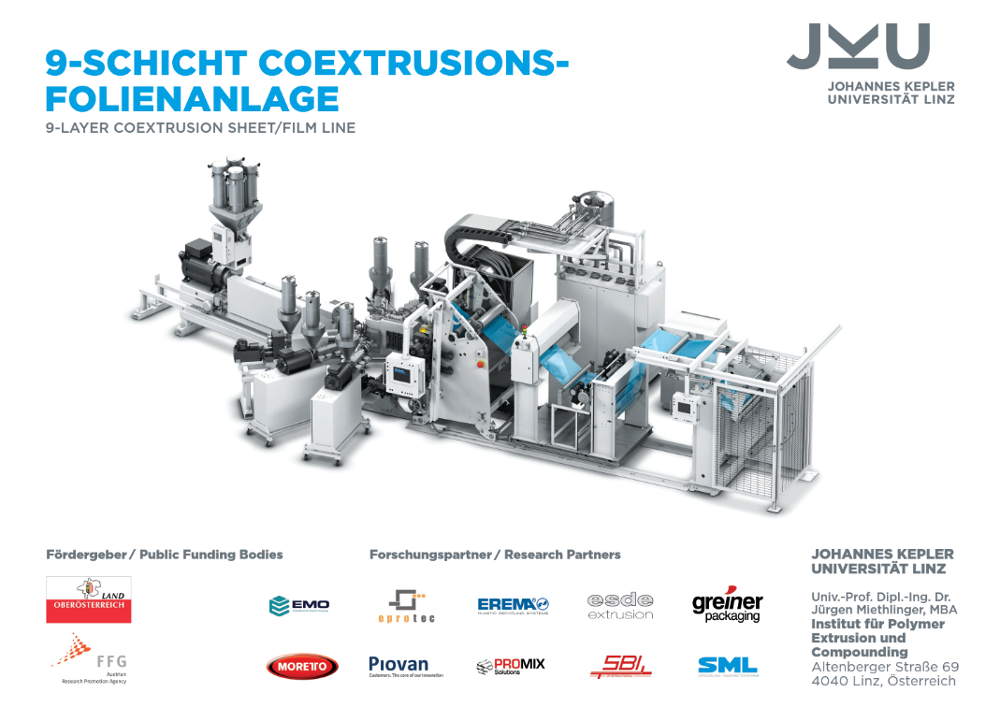 9-SCHICHT COEXTRUSIONS-
FOLIENANLAGE
9-LAYER COEXTRUSION SHEET/FILM LINE
JKU
JOHANNES KEPLER
UNIVERSITÄT LINZ
Fördergeber / Public Funding Bodies
LAND
OBERÖSTERREICH
FFG
Austrian
Research Promotion Agency
Forschungspartner / Research Partners
EMO
eprotec
EREMA
PLASTIC RECYCLING SYSTEMS
esde
extrusion
greiner
packaging
MORETTO
Piovan
Customers. The core of our innovation
PROMIX
Solutions
SBI
INTERNATIONAL
SML
JOHANNES KEPLER
UNIVERSITÄT LINZ
Univ.-Prof. Dipl.-Ing. Dr.
Jürgen Miethlinger, MBA
Institut für Polymer
Extrusion und
Compounding
Altenberger Straße 69
4040 Linz, Österreich